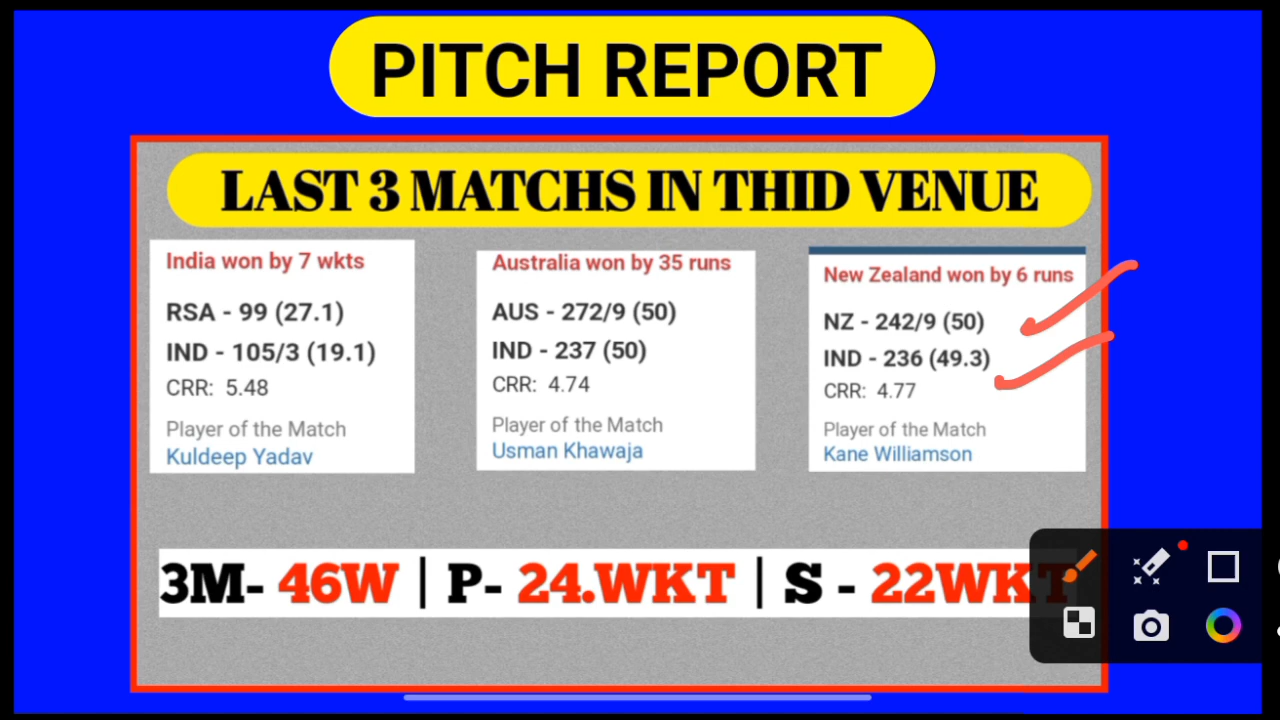 PITCH REPORT
LAST 3 MATCHS IN THID VENUE
India won by 7 wkts
RSA - 99 (27.1)
IND - 105/3 (19.1)
CRR: 5.48
Player of the Match
Kuldeep Yadav
Australia won by 35 runs
AUS - 272/9 (50)
IND - 237 (50)
CRR: 4.74
Player of the Match
Usman Khawaja
New Zealand won by 6 runs
NZ - 242/9 (50)
IND - 236 (49.3)
CRR: 4.77
Player of the Match
Kane Williamson
3M- 46W | P- 24.WKT | S - 22WKT